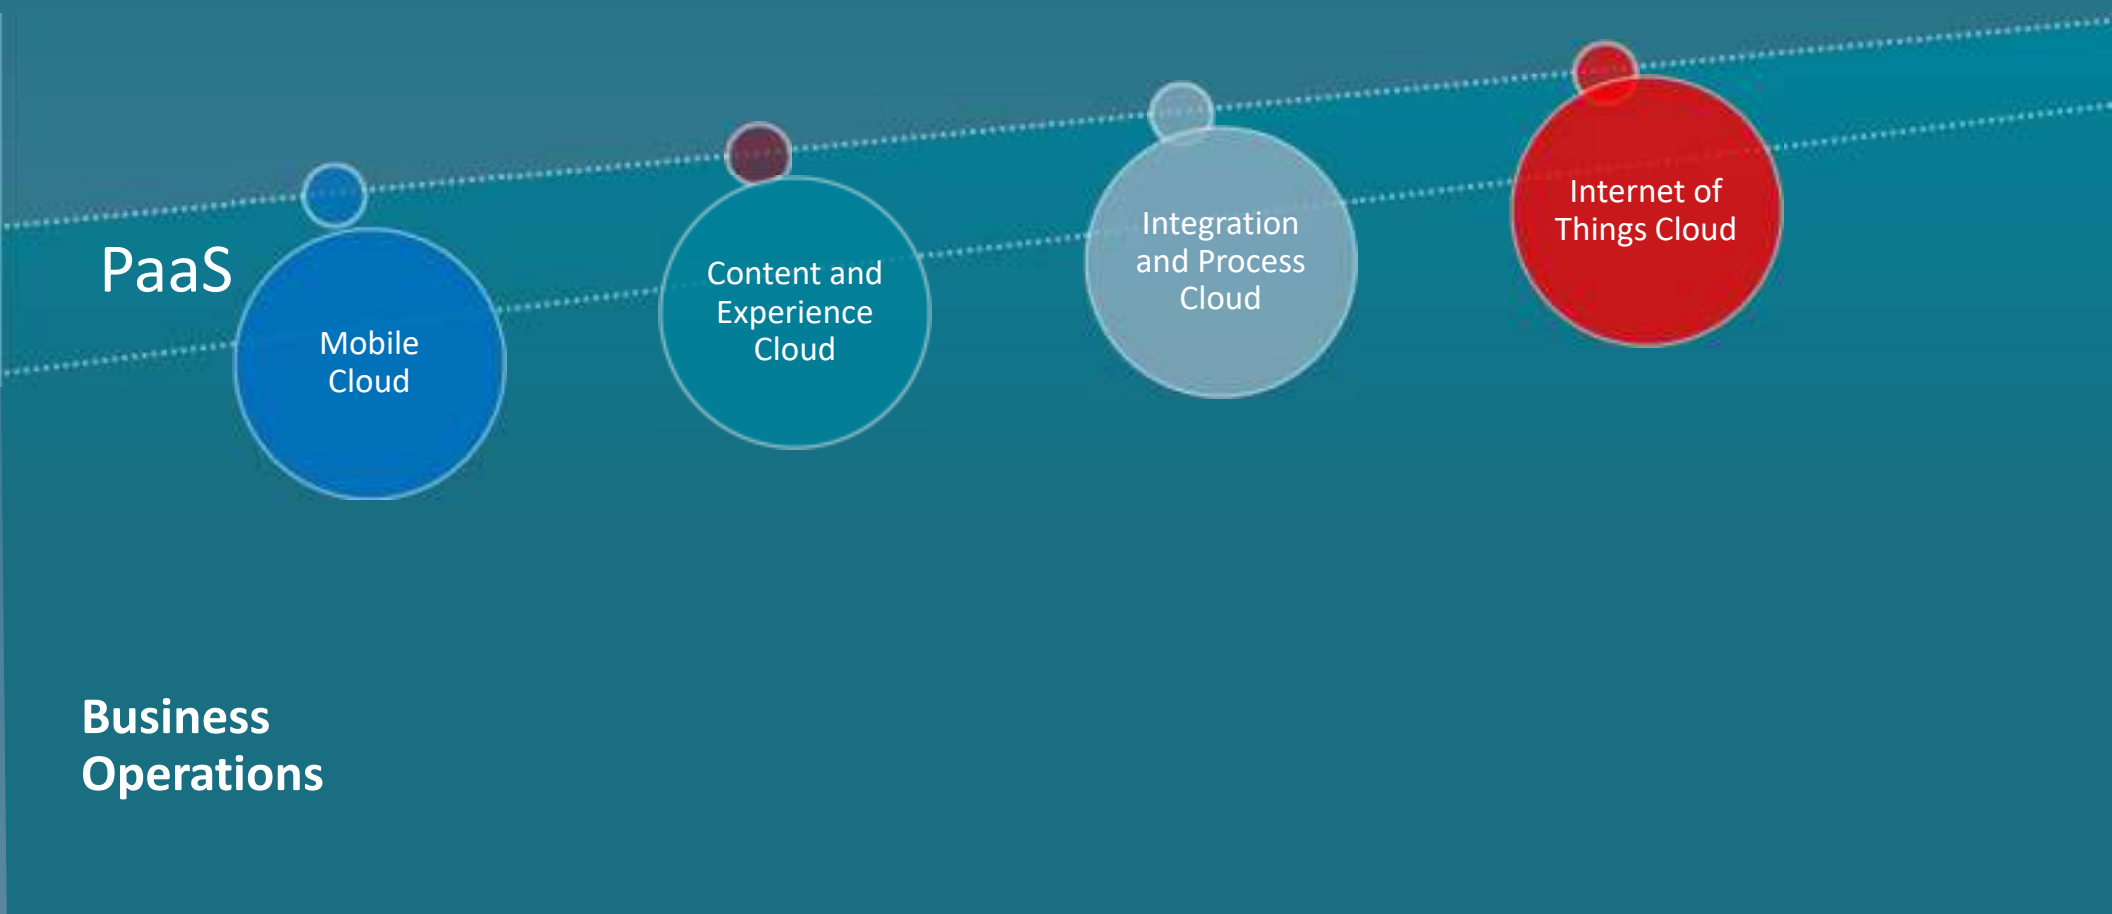 PaaS
Mobile
Cloud
Content and
Experience
Cloud
Integration
and Process
Cloud
Internet of
Things Cloud
Business
Operations